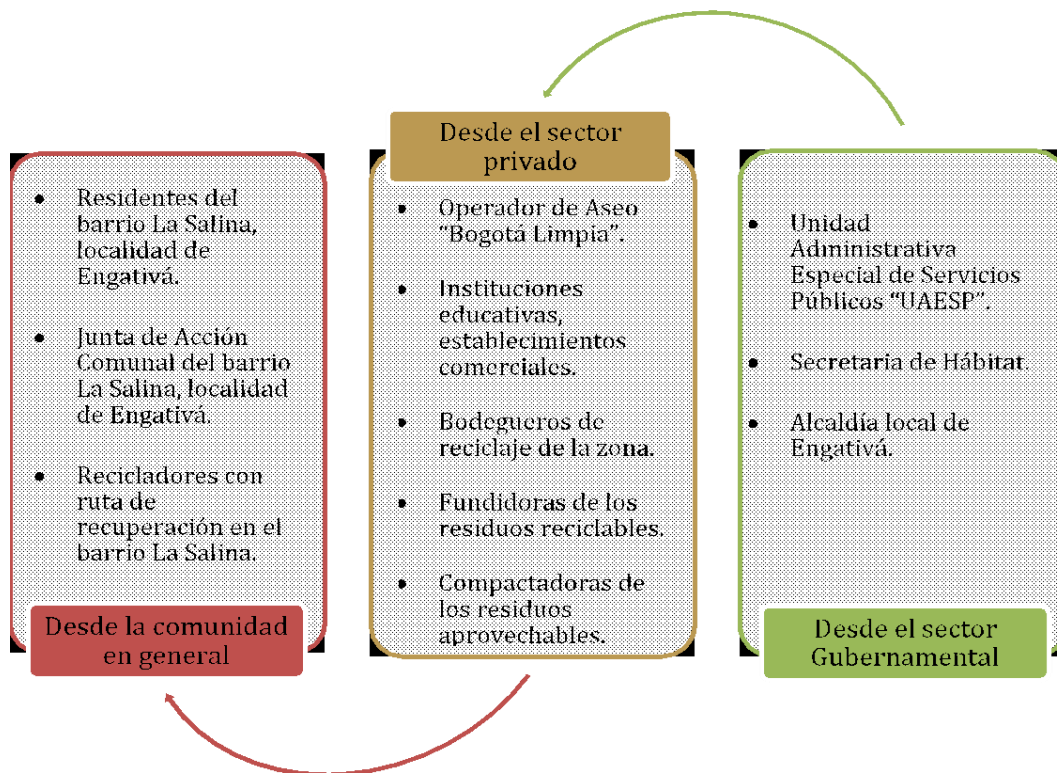 Residentes del
barrio La Salina,
localidad de
Engativá.
Junta de Acción
Comunal del barrio
La Salina, localidad
de Engativá.
Recicladores con
ruta de
recuperación en el
barrio La Salina.
Desde la comunidad
en general
Desde el sector
privado
Operador de Aseo
“Bogotá Limpia”.
Instituciones
educativas,
establecimientos
comerciales.
Bodegueros de
reciclaje de la zona.
Fundidoras de los
residuos reciclables.
Compactadoras de
los residuos
aprovechables.
Unidad
Administrativa
Especial de Servicios
Públicos “UAESP”.
Secretaría de Hábitat.
Alcaldía local de
Engativá.
Desde el sector
Gubernamental